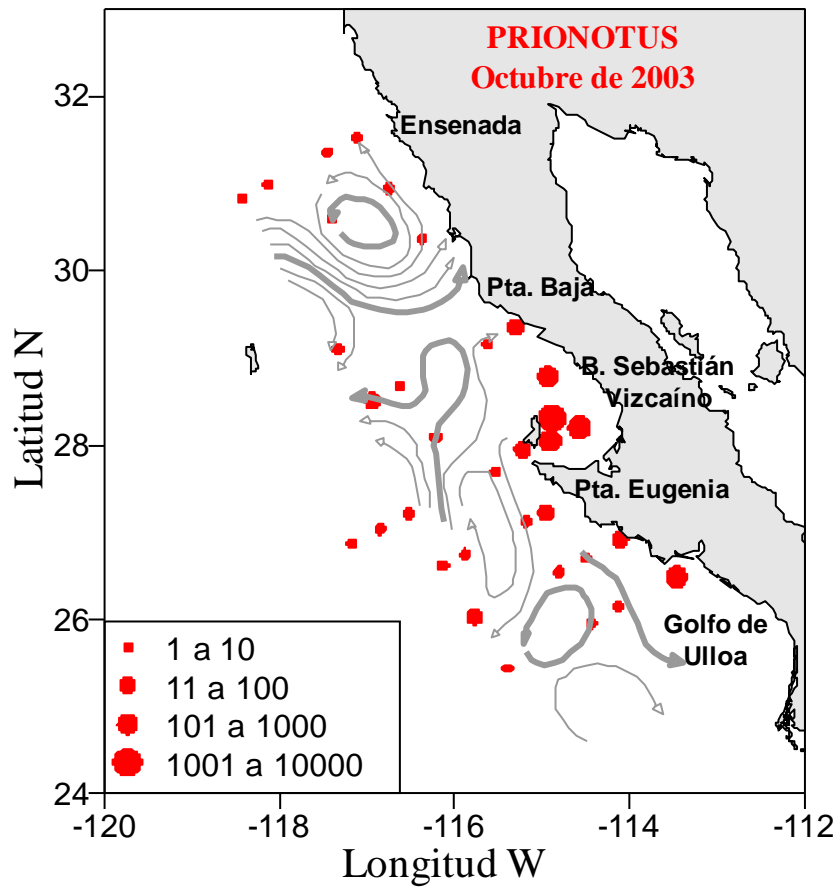 PRIONOTUS
Octubre de 2003
32
Ensenada
30
Pta. Baja
B. Sebastián
Vizcaíno
Latitud N
28
Pta. Eugenia
26
Golfo de
Ulloa
1 a 10
11 a 100
101 a 1000
1001 a 10000
24
-120
-118
-116
-114
-112
Longitud W